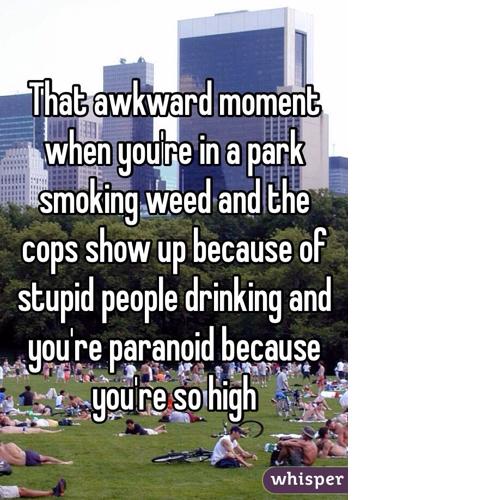 That awkward moment
when you're in a park
smoking weed and the
cops show up because of
stupid people drinking and
you're paranoid because
you're so high
whisper